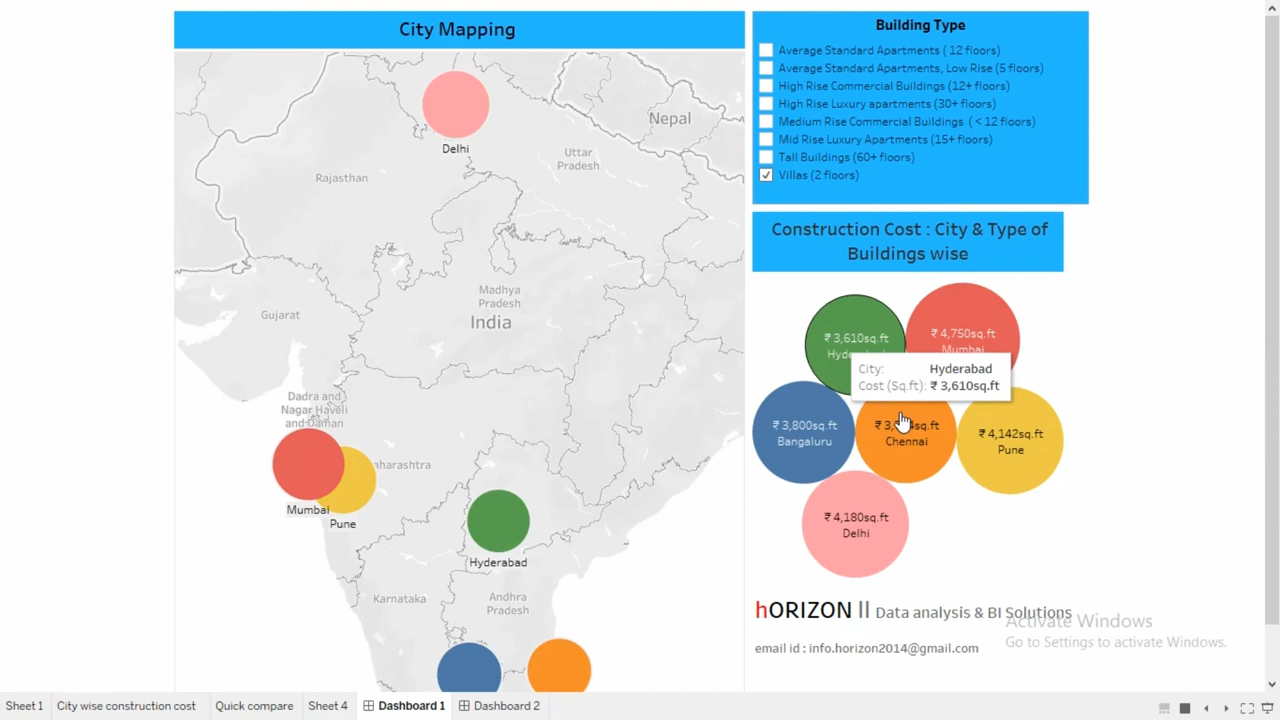 City Mapping
Nepal
Delhi
Uttar
Pradesh
Rajasthan
Madhya
Pradesh
India
Gujarat
Dadra and
Nagar Haveli
and Daman
harashtra
Mumbai
Pune
Hyderabad
Andhra
Pradesh
Karnataka
Building Type
Average Standard Apartments ( 12 floors)
Average Standard Apartments, Low Rise (5 floors)
High Rise Commercial Buildings (12+ floors)
High Rise Luxury apartments (30+ floors)
Medium Rise Commercial Buildings ( < 12 floors)
Mid Rise Luxury Apartments (15+ floors)
Tall Buildings (60+ floors)
Villas (2 floors)
Construction Cost : City & Type of
Buildings wise
₹ 3,610sq.ft
₹ 4,750sq.ft
Mumbai
City: Hyderabad
Cost (Sq.ft): ₹ 3,610sq.ft
₹ 3,800sq.ft
Bangaluru
Chennai
₹ 4,142sq.ft
Pune
₹ 4,180sq.ft
Delhi
hORIZON || Data analysis & BI Solutions
email id : info.horizon2014@gmail.com
Activate Windows
Go to Settings to activate Windows.
Sheet 1
City wise construction cost
Quick compare
Sheet 4
Dashboard 1
Dashboard 2